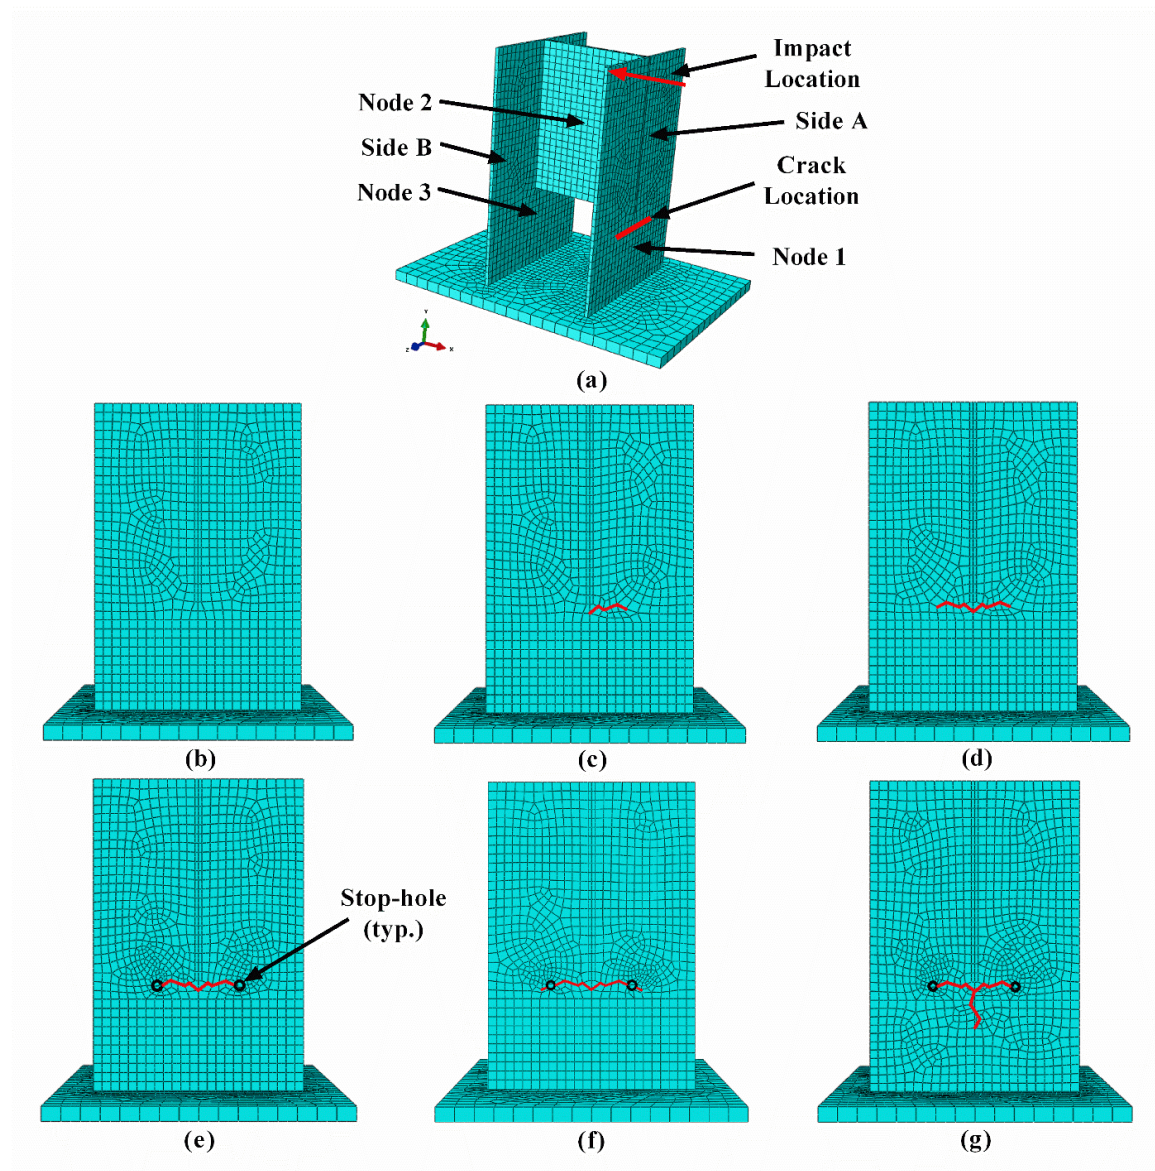 Impact
Location
Node 2
Side A
Side B
Crack
Location
Node 3
Node 1
Y
Z
X
(a)
(b)
(c)
(d)
Stop-hole
(typ.)
(e)
(f)
(g)